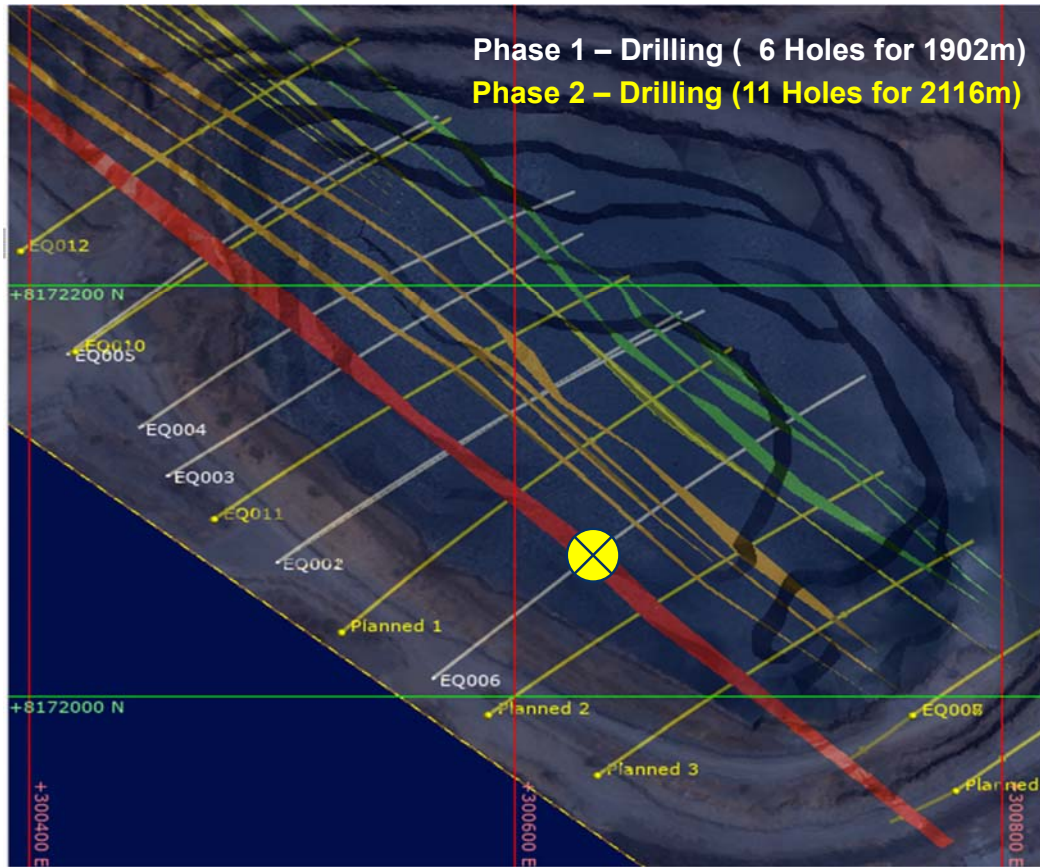 Phase 1 – Drilling (  6 Holes for 1902m)
Phase 2 – Drilling (11 Holes for 2116m)
EQ012
+8172200 N
EQ010
EQ005
EQ004
EQ003
EQ011
EQ002
Planned 1
EQ006
+8172000 N
Planned 2
EQ008
Planned 3
Planned
+300400 E
+300600 E
+300800 E